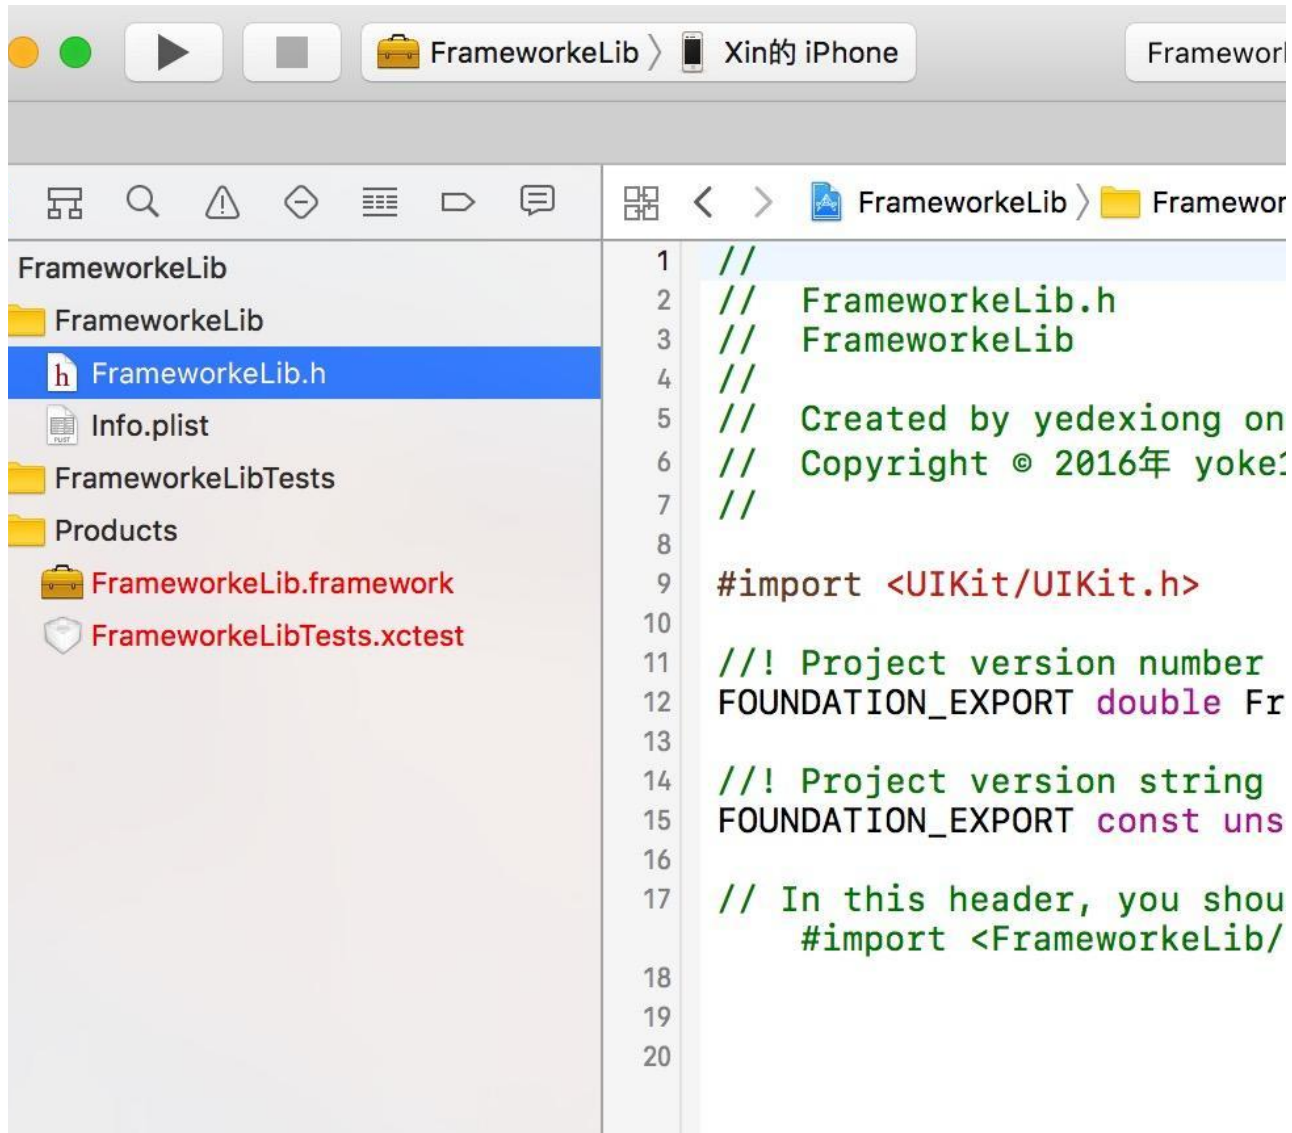 FrameworkeLib 〉 Xin的 iPhone
FrameworkeLib 〉
FrameworkeLib
FrameworkeLib
h FrameworkeLib.h
Info.plist
FrameworkeLibTests
Products
FrameworkeLib.framework
FrameworkeLibTests.xctest
1 //
2 // FrameworkeLib.h
3 // FrameworkeLib
4 //
5 // Created by yedexiong on
6 // Copyright © 2016年
7 //
8
9 #import <UIKit/UIKit.h>
10
11 //! Project version number
12 FOUNDATION_EXPORT double Fr
13
14 //! Project version string
15 FOUNDATION_EXPORT const uns
16
17 // In this header, you shou
#import <FrameworkeLib/
18
19
20